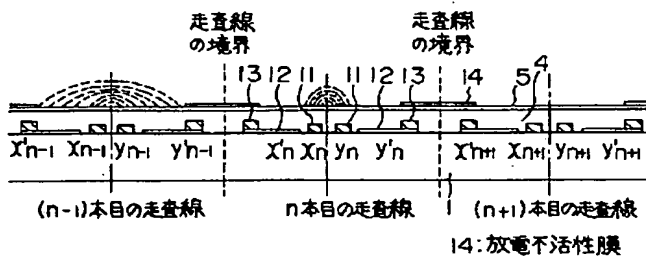 走査線
の境界
走査線
の境界
13 12 11 11 12 13 14 5 4
X'n-1 Xn-1 yn-1 y'n-1 X'n Xn yn y'n X'n+1 Xn+1 yn+1 y'n+1
(n-1)本目の走査線 n本目の走査線 1 (n+1)本目の走査線
14:放電不活性膜